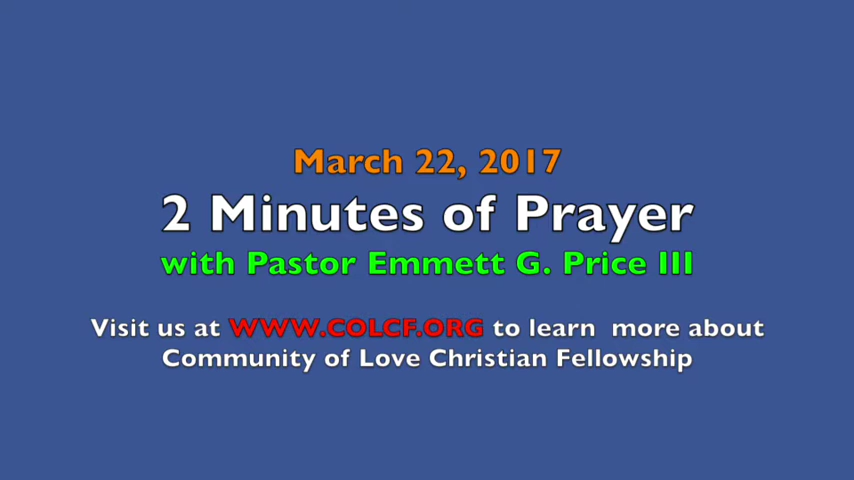 March 22, 2017
2 Minutes of Prayer
with Pastor Emmett G. Price III
Visit us at WWW.COLCF.ORG to learn  more about
Community of Love Christian Fellowship